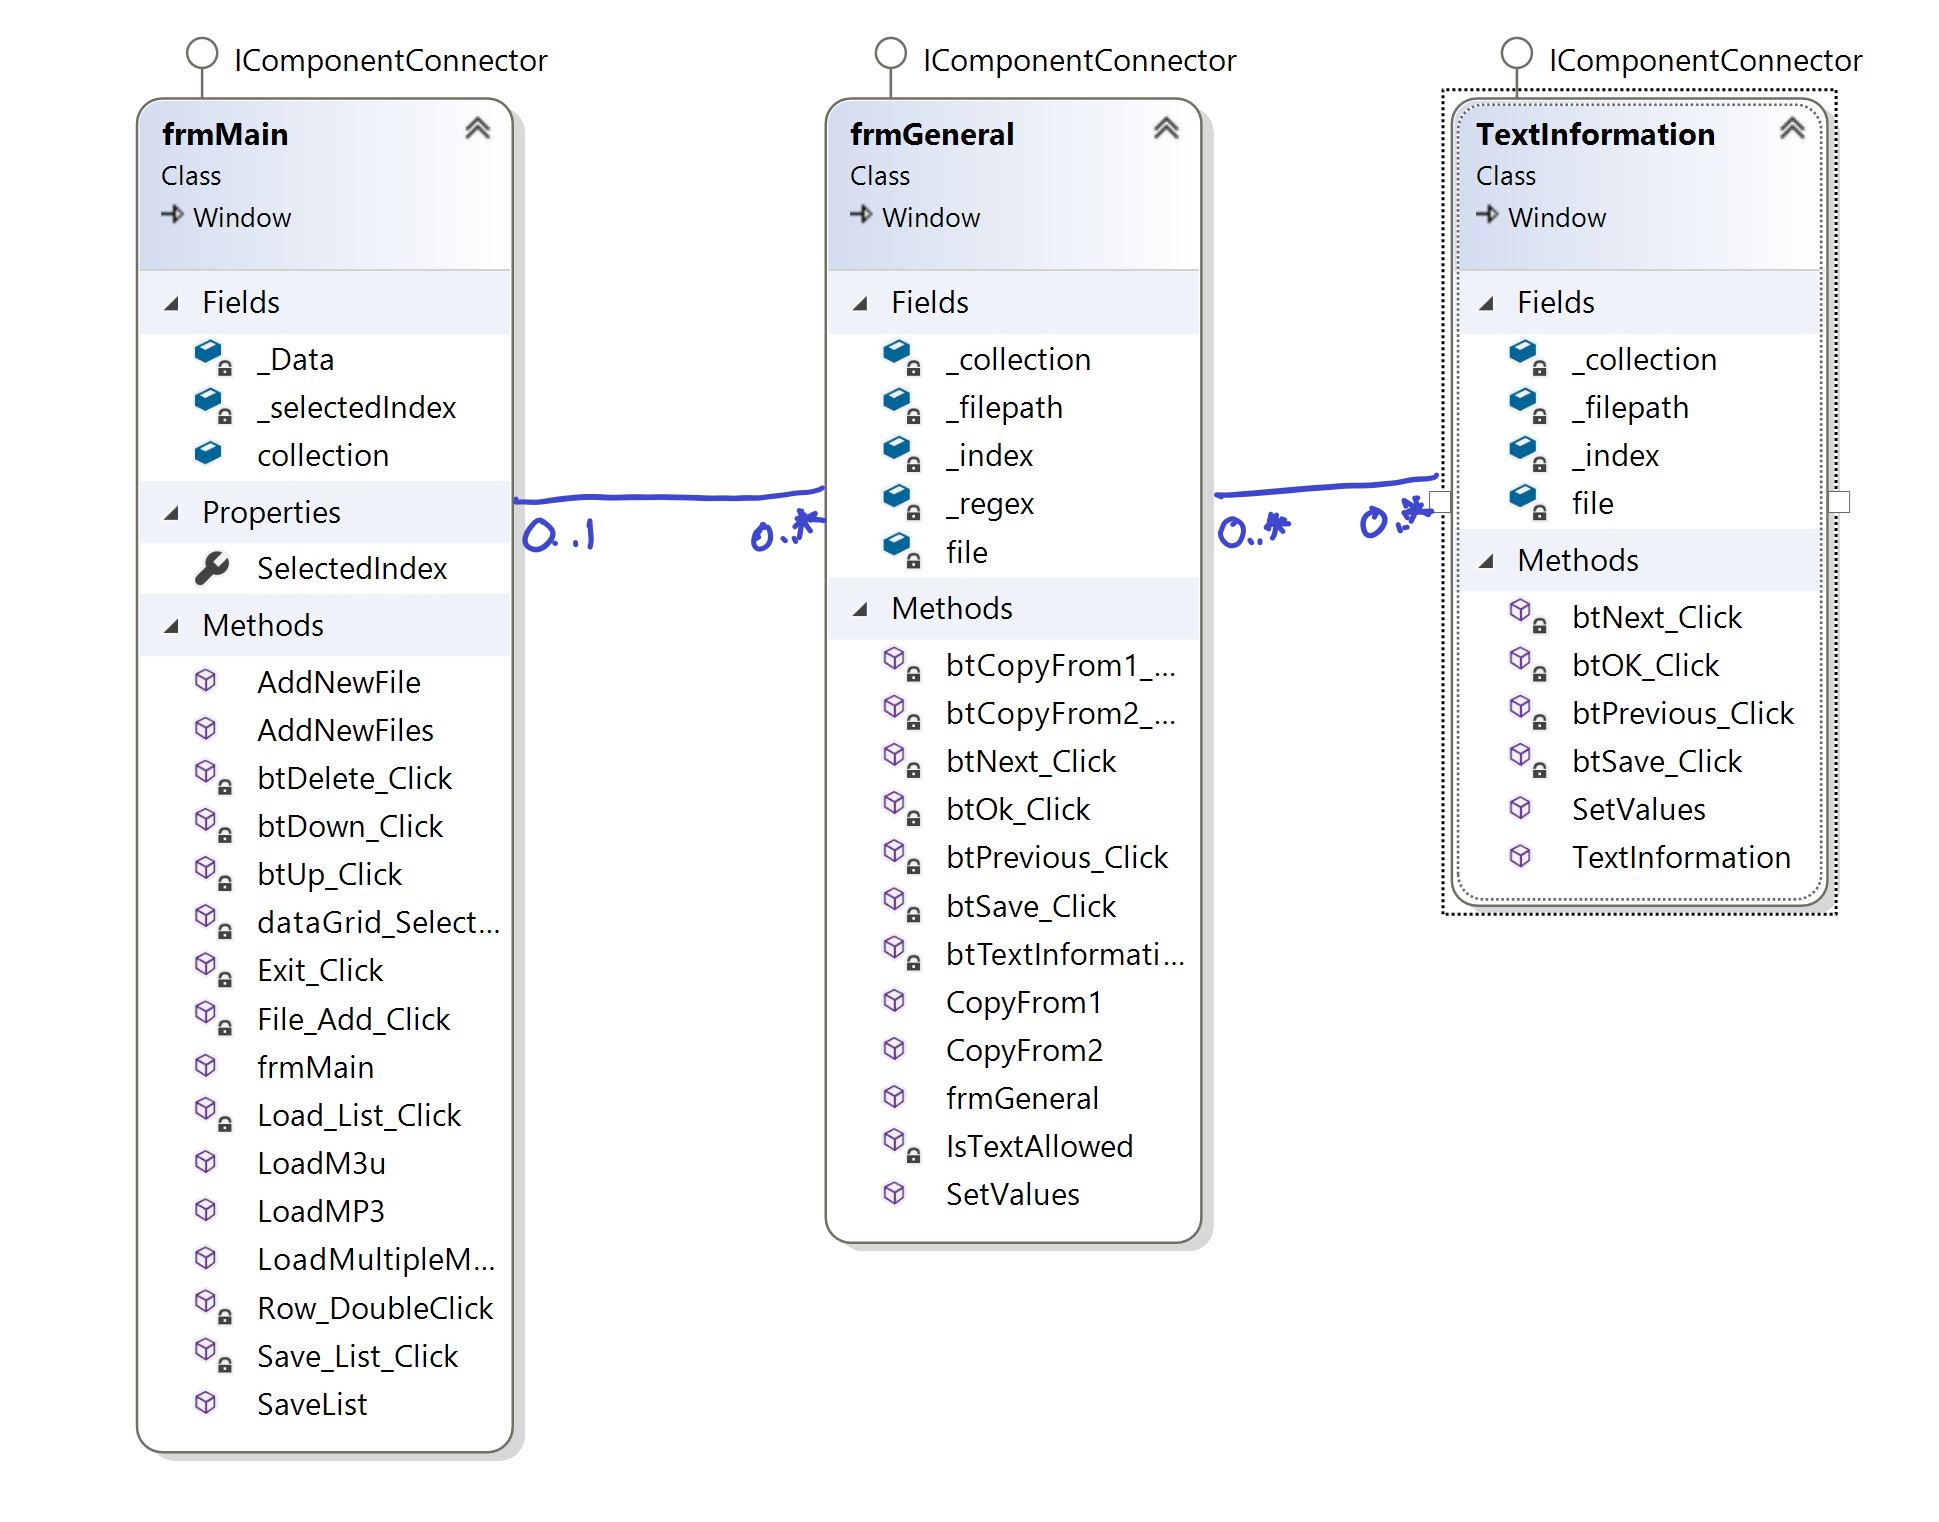 IComponentConnector
frmMain
Class
Window
Fields
_Data
_selectedIndex
collection
Properties
SelectedIndex
Methods
AddNewFile
AddNewFiles
btDelete_Click
btDown_Click
btUp_Click
dataGrid_Select...
Exit_Click
File_Add_Click
frmMain
Load_List_Click
LoadM3u
LoadMP3
LoadMultipleM...
Row_DoubleClick
Save_List_Click
SaveList
0..1
0..*
IComponentConnector
frmGeneral
Class
Window
Fields
_collection
_filepath
_index
_regex
file
Methods
btCopyFrom1_...
btCopyFrom2_...
btNext_Click
btOk_Click
btPrevious_Click
btSave_Click
btTextInformati...
CopyFrom1
CopyFrom2
frmGeneral
IsTextAllowed
SetValues
0..*
0..*
IComponentConnector
TextInformation
Class
Window
Fields
_collection
_filepath
_index
file
Methods
btNext_Click
btOK_Click
btPrevious_Click
btSave_Click
SetValues
TextInformation